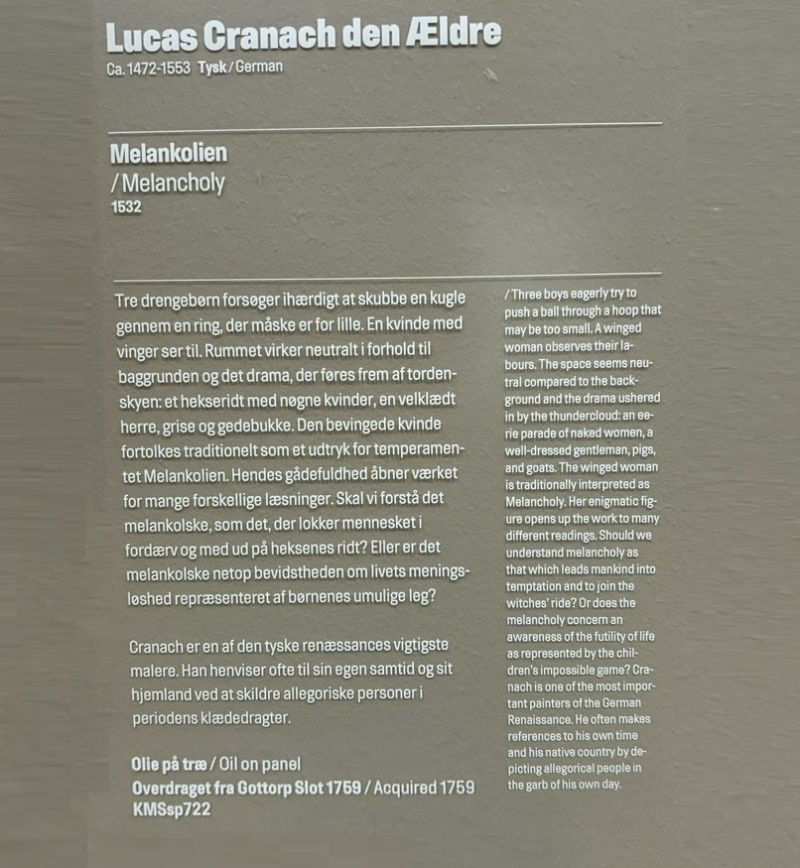 Lucas Cranach den Ældre
Ca. 1472-1553 Tysk / German
Melankolien
/ Melancholy
1532
Tre drengebørn forsøger ihærdigt at skubbe en kugle
gennem en ring, der måske er for lille. En kvinde med
vinger ser til. Rummet virker neutralt i forhold til
baggrunden og det drama, der føres frem af torden-
skyen: et hekseridt med nøgne kvinder, en velklædt
herre, grise og gedebukke. Den bevingede kvinde
fortolkes traditionelt som et udtryk for temperamen-
tet Melankolien. Hendes gådefuldhed åbner værket
for mange forskellige læsninger. Skal vi forstå det
melankolske, som det, der lokker mennesket i
fordærv og med ud på heksenes ridt? Eller er det
melankolske netop bevidstheden om livets menings-
løshed repræsenteret af børnenes umulige leg?
Cranach er en af den tyske renæssances vigtigste
malere. Han henviser ofte til sin egen samtid og sit
hjemland ved at skildre allegoriske personer i
periodens klædedragter.
Olie på træ / Oil on panel
Overdraget fra Gottorp Slot 1759 / Acquired 1759
KMSsp722
/ Three boys eagerly try to
push a ball through a hoop that
may be too small. A winged
woman observes their la-
bours. The space seems neu-
tral compared to the back-
ground and the drama ushered
in by the thundercloud: an ee-
rie parade of naked women, a
well-dressed gentleman, pigs,
and goats. The winged woman
is traditionally interpreted as
Melancholy. Her enigmatic fig-
ure opens up the work to many
different readings. Should we
understand melancholy as
that which leads mankind into
temptation and to join the
witches' ride? Or does the
melancholy concern an
awareness of the futility of life
as represented by the chil-
dren's impossible game? Cra-
nach is one of the most impor-
tant painters of the German
Renaissance. He often makes
references to his own time
and his native country by de-
picting allegorical people in
the garb of his own day.